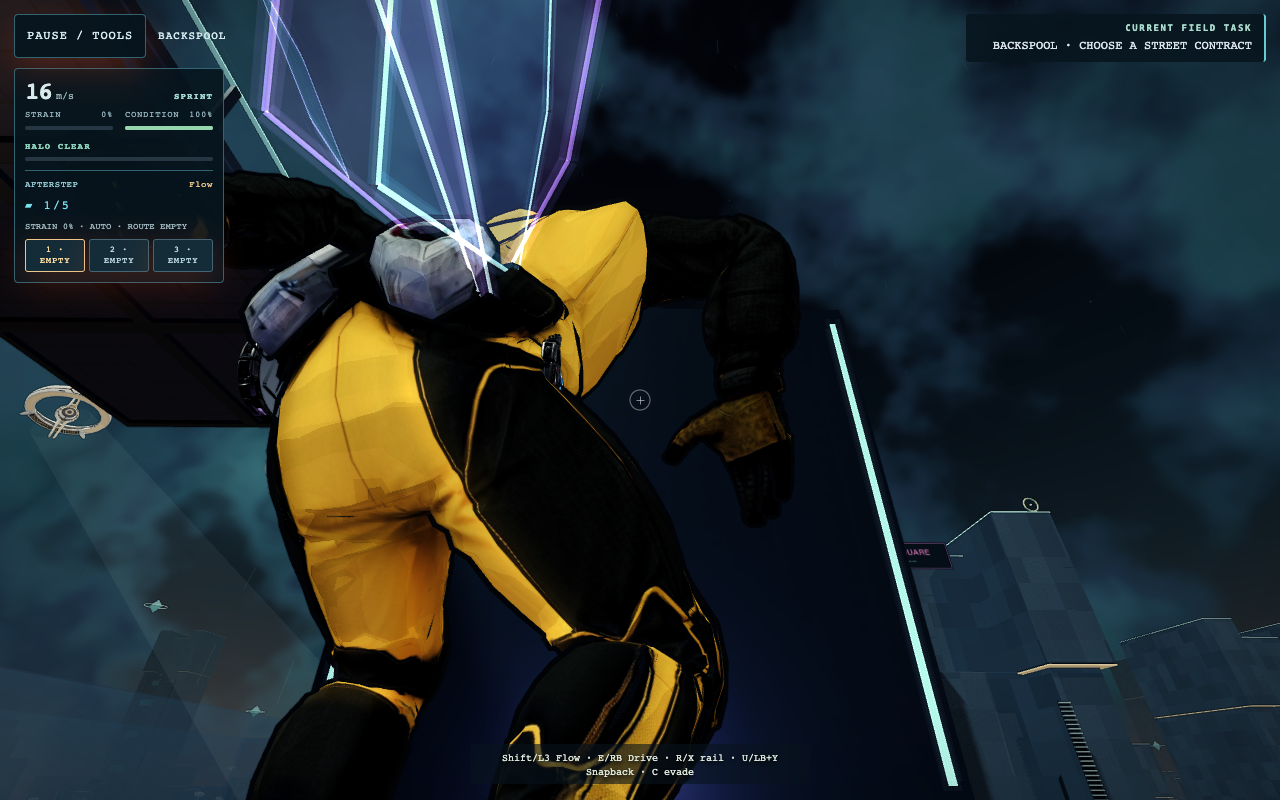 PAUSE / TOOLS
BACKSPOOL
CURRENT FIELD TASK
BACKSPOOL · CHOOSE A STREET CONTRACT
16 m/s
SPRINT
STRAIN 0%
CONDITION 100%
HALO CLEAR
AFTERSTEP
Flow
1/5
STRAIN 0% · AUTO · ROUTE EMPTY
1 · EMPTY
2 · EMPTY
3 · EMPTY
UARE
Shift/L3 Flow · E/RB Drive · R/X rail · U/LB+Y
Snapback · C evade